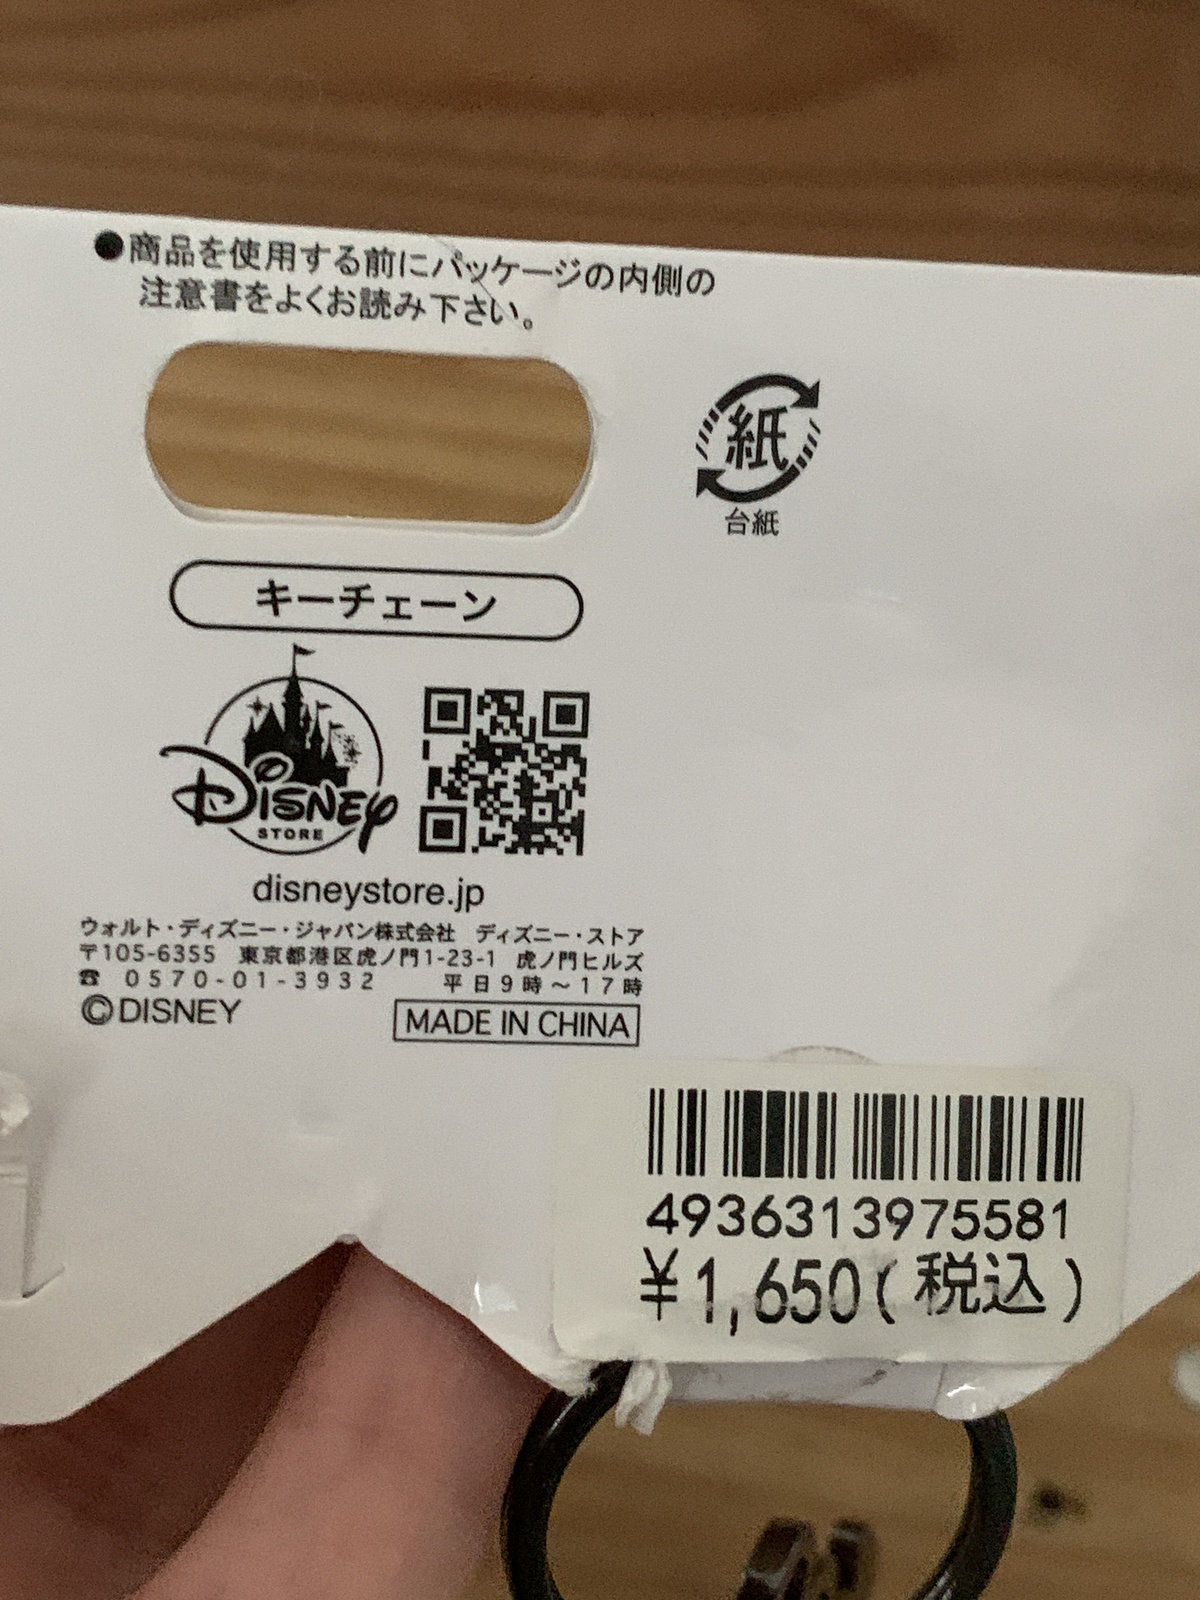 ●商品を使用する前にパッケージの内側の
注意書をよくお読み下さい。
紙
台紙
キーチェーン
Disney
STORE
disneystore.jp
ウォルト・ディズニー・ジャパン株式会社 ディズニー・ストア
〒105-6355 東京都港区虎ノ門1-23-1 虎ノ門ヒルズ
☎ 0570-01-3932 平日9時～17時
©DISNEY
MADE IN CHINA
4936313975581
¥1,650(税込)